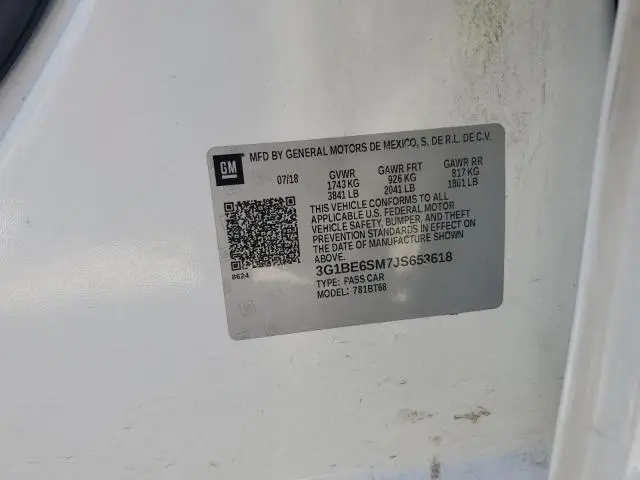 GM
MFD BY GENERAL MOTORS DE MEXICO, S. DE R.L. DE C.V.
07/18 GVWR GAWR FRT GAWR RR
1743 KG 926 KG 817 KG
3841 LB 2041 LB 1801 LB
THIS VEHICLE CONFORMS TO ALL
APPLICABLE U.S. FEDERAL MOTOR
VEHICLE SAFETY, BUMPER, AND THEFT
PREVENTION STANDARDS IN EFFECT ON
THE DATE OF MANUFACTURE SHOWN
ABOVE.
8624
3G1BE6SM7JS653618
TYPE: PASS CAR
MODEL: 781BT68